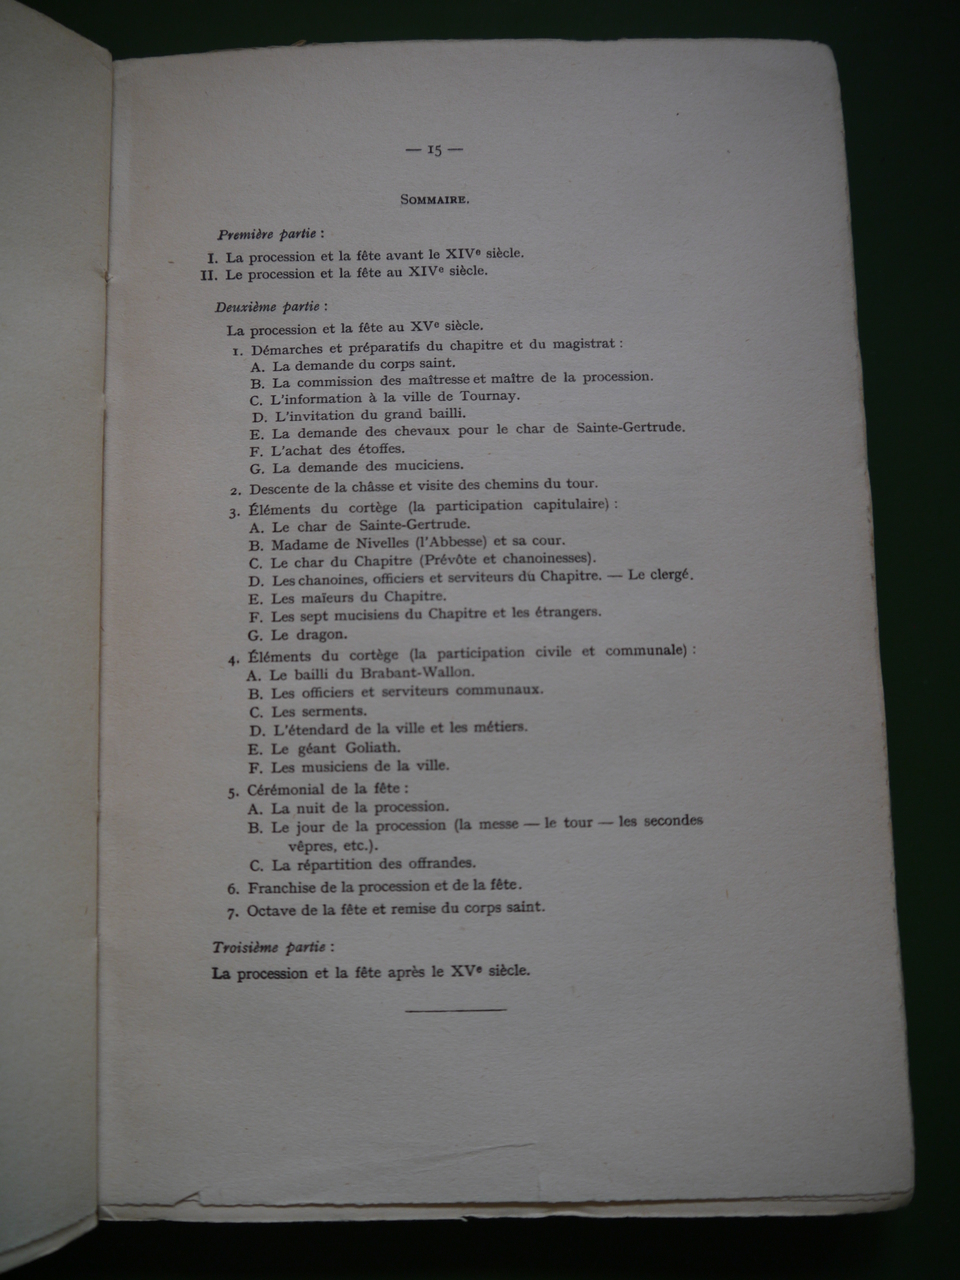 — 15 —
SOMMAIRE.
Première partie :
I. La procession et la fête avant le XIVe siècle.
II. Le procession et la fête au XIVe siècle.
Deuxième partie :
La procession et la fête au XVe siècle.
1. Démarches et préparatifs du chapitre et du magistrat :
A. La demande du corps saint.
B. La commission des maîtresse et maître de la procession.
C. L'information à la ville de Tournay.
D. L'invitation du grand bailli.
E. La demande des chevaux pour le char de Sainte-Gertrude.
F. L'achat des étoffes.
G. La demande des muciciens.
2. Descente de la châsse et visite des chemins du tour.
3. Éléments du cortège (la participation capitulaire) :
A. Le char de Sainte-Gertrude.
B. Madame de Nivelles (l'Abbesse) et sa cour.
C. Le char du Chapitre (Prévôte et chanoinesses).
D. Les chanoines, officiers et serviteurs du Chapitre. — Le clergé.
E. Les maïeurs du Chapitre.
F. Les sept mucisiens du Chapitre et les étrangers.
G. Le dragon.
4. Éléments du cortège (la participation civile et communale) :
A. Le bailli du Brabant-Wallon.
B. Les officiers et serviteurs communaux.
C. Les serments.
D. L'étendard de la ville et les métiers.
E. Le géant Goliath.
F. Les musiciens de la ville.
5. Cérémonial de la fête :
A. La nuit de la procession.
B. Le jour de la procession (la messe — le tour — les secondes
vêpres, etc.).
C. La répartition des offrandes.
6. Franchise de la procession et de la fête.
7. Octave de la fête et remise du corps saint.
Troisième partie :
La procession et la fête après le XVe siècle.